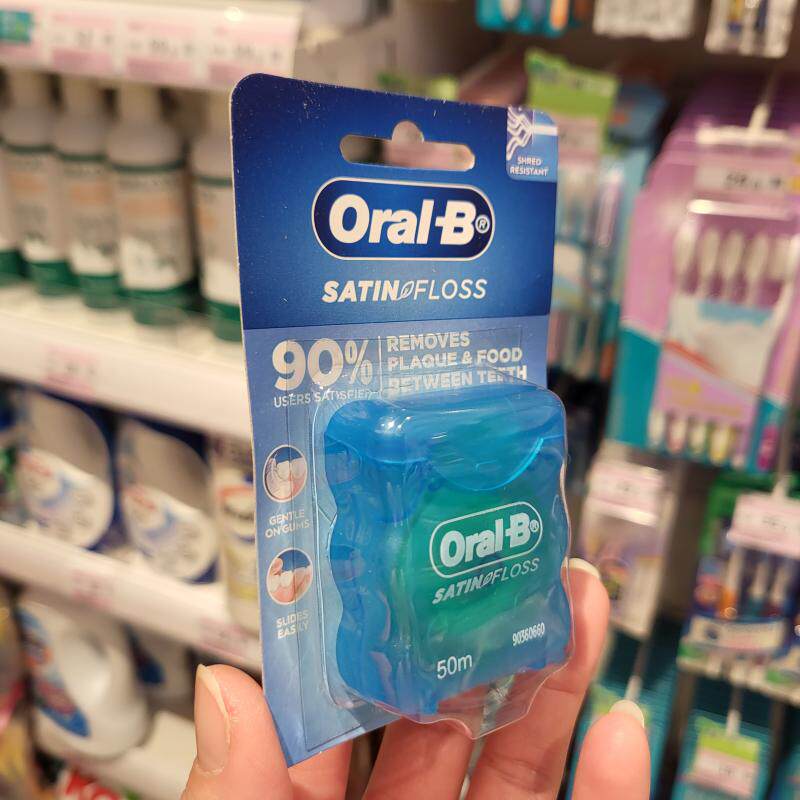 SHRED
RESISTANT
Oral-B®
SATIN FLOSS
90%
USERS SATISFIED
REMOVES
PLAQUE & FOOD
BETWEEN TEETH
GENTLE
ON GUMS
SLIDES
EASILY
Oral-B®
SATIN FLOSS
50m
90360660